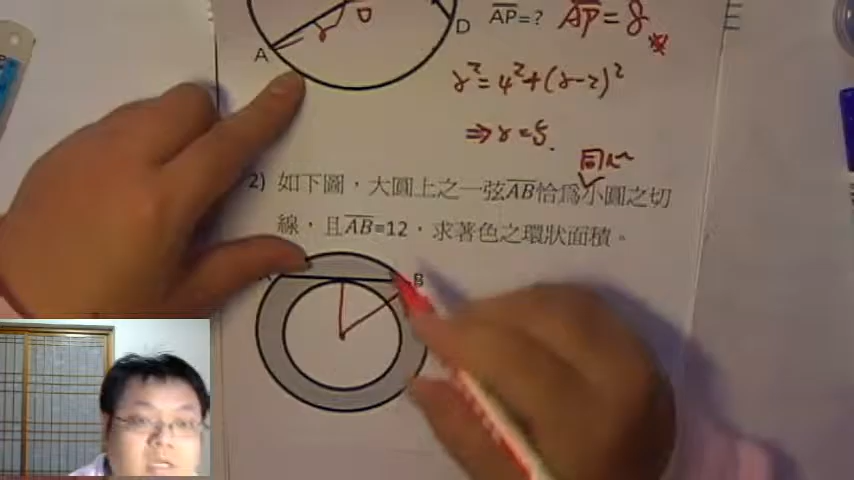 O
r
A
D
AP=? AP=8
r²=4²+(r-2)²
⇒r=5.
同心
2) 如下圖，大圓上之一弦AB恰為小圓之切
線，且AB=12，求著色之環狀面積。
B